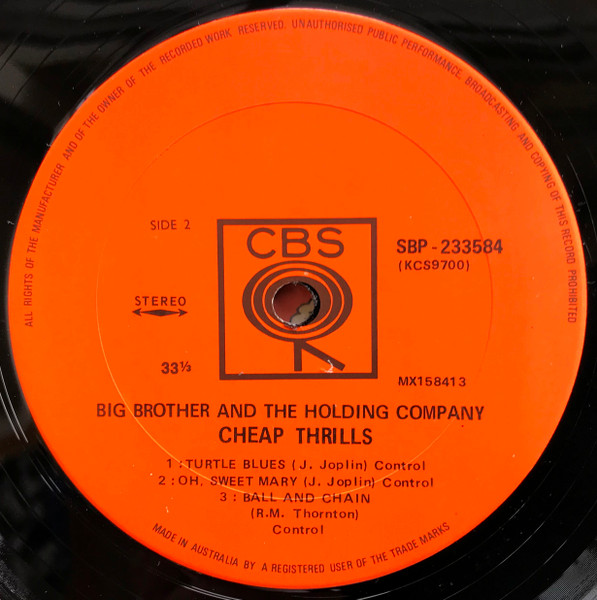 ALL RIGHTS OF THE MANUFACTURER AND OF THE OWNER OF THE RECORDED WORK RESERVED. UNAUTHORISED PUBLIC PERFORMANCE, BROADCASTING AND COPYING OF THIS RECORD PROHIBITED
SIDE 2
CBS
SBP-233584
(KCS9700)
STEREO
33⅓
MX158413
BIG BROTHER AND THE HOLDING COMPANY
CHEAP THRILLS
1 : TURTLE BLUES (J. Joplin) Control
2 : OH, SWEET MARY (J. Joplin) Control
3 : BALL AND CHAIN
(R.M. Thornton)
Control
MADE IN AUSTRALIA BY A REGISTERED USER OF THE TRADE MARKS